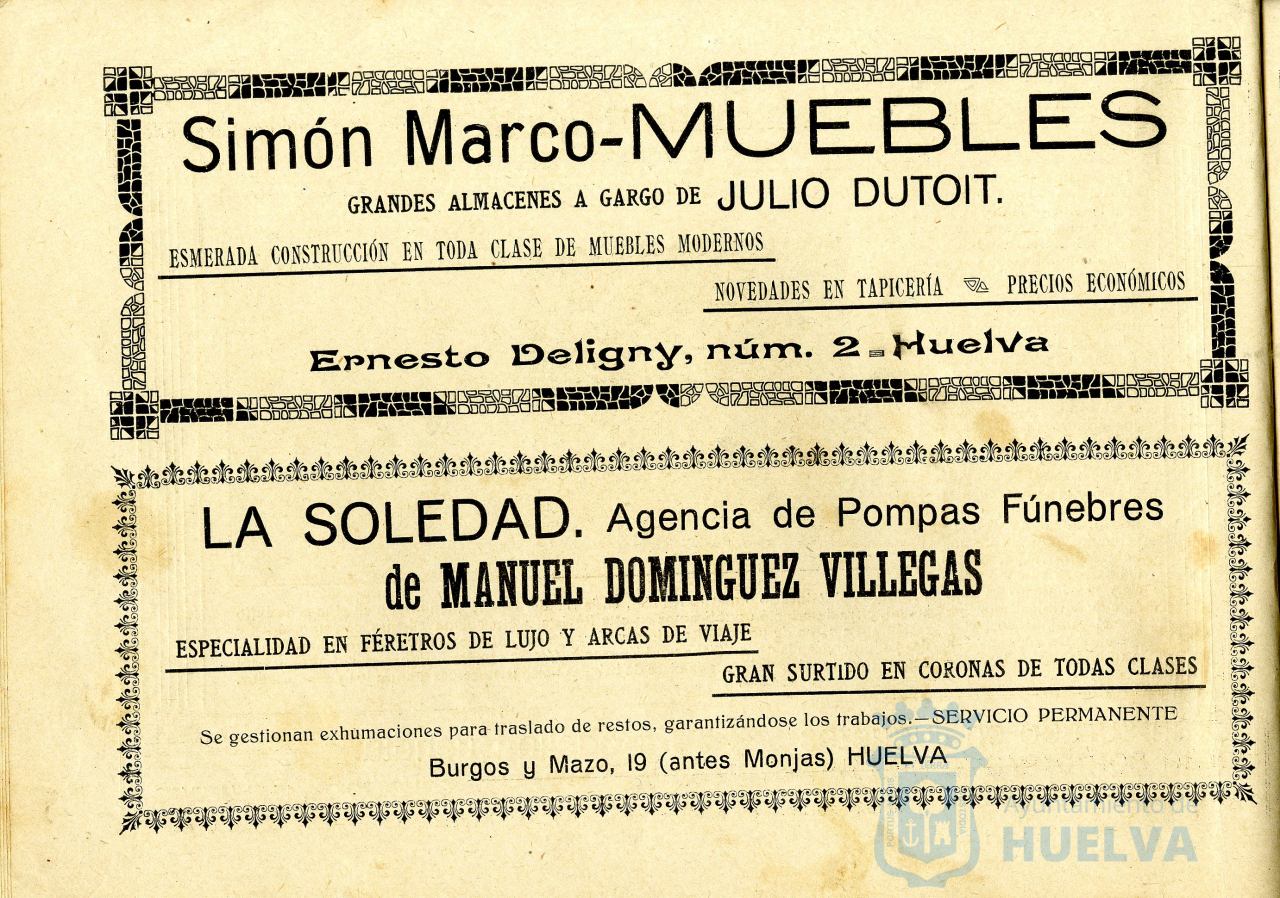 Simón Marco-MUEBLES
GRANDES ALMACENES A GARGO DE JULIO DUTOIT.
ESMERADA CONSTRUCCIÓN EN TODA CLASE DE MUEBLES MODERNOS
NOVEDADES EN TAPICERÍA PRECIOS ECONÓMICOS
Ernesto Deligny, núm. 2=Huelva
LA SOLEDAD. Agencia de Pompas Fúnebres
de MANUEL DOMINGUEZ VILLEGAS
ESPECIALIDAD EN FÉRETROS DE LUJO Y ARCAS DE VIAJE
GRAN SURTIDO EN CORONAS DE TODAS CLASES
Se gestionan exhumaciones para traslado de restos, garantizándose los trabajos.—SERVICIO PERMANENTE
Burgos y Mazo, 19 (antes Monjas) HUELVA
Ayuntamiento de
HUELVA